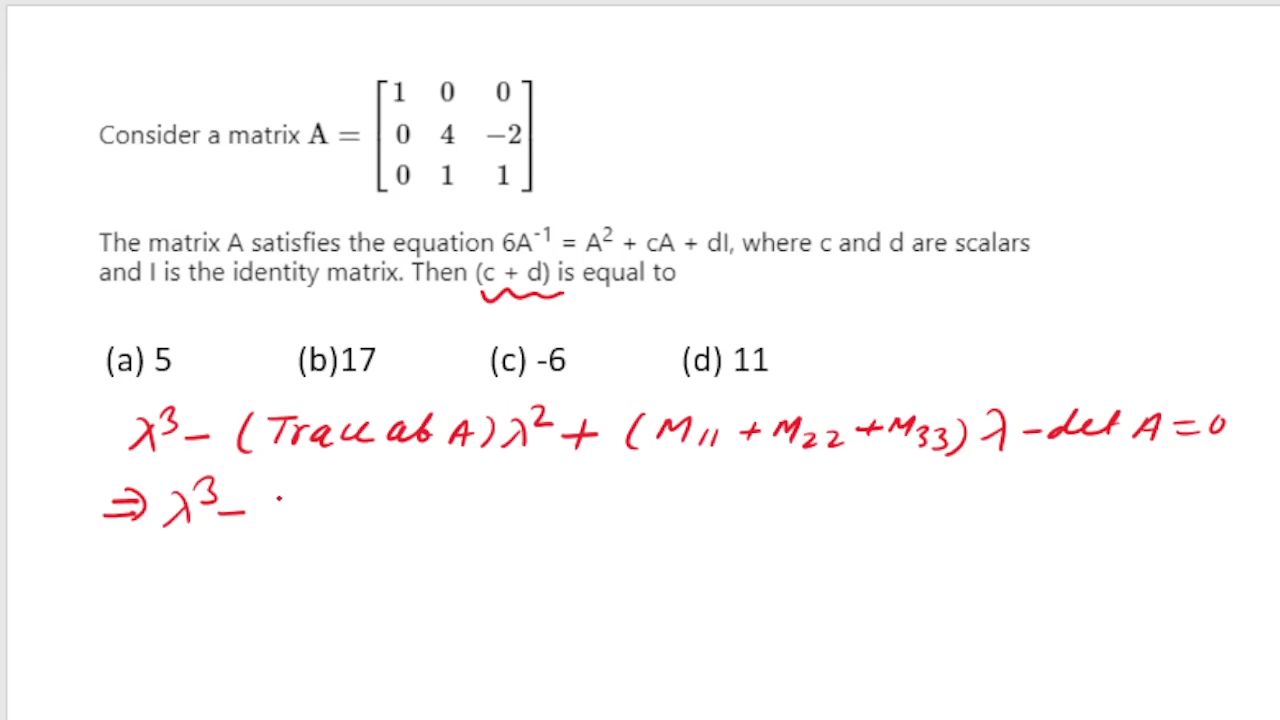 Consider a matrix A = [1 0 0
0 4 −2
0 1 1]
The matrix A satisfies the equation 6A⁻¹ = A² + cA + dI, where c and d are scalars
and I is the identity matrix. Then (c + d) is equal to
(a) 5 (b)17 (c) -6 (d) 11
λ³ - (Trace of A) λ² + (M₁₁ + M₂₂ + M₃₃) λ - det A = 0
⇒ λ³ -